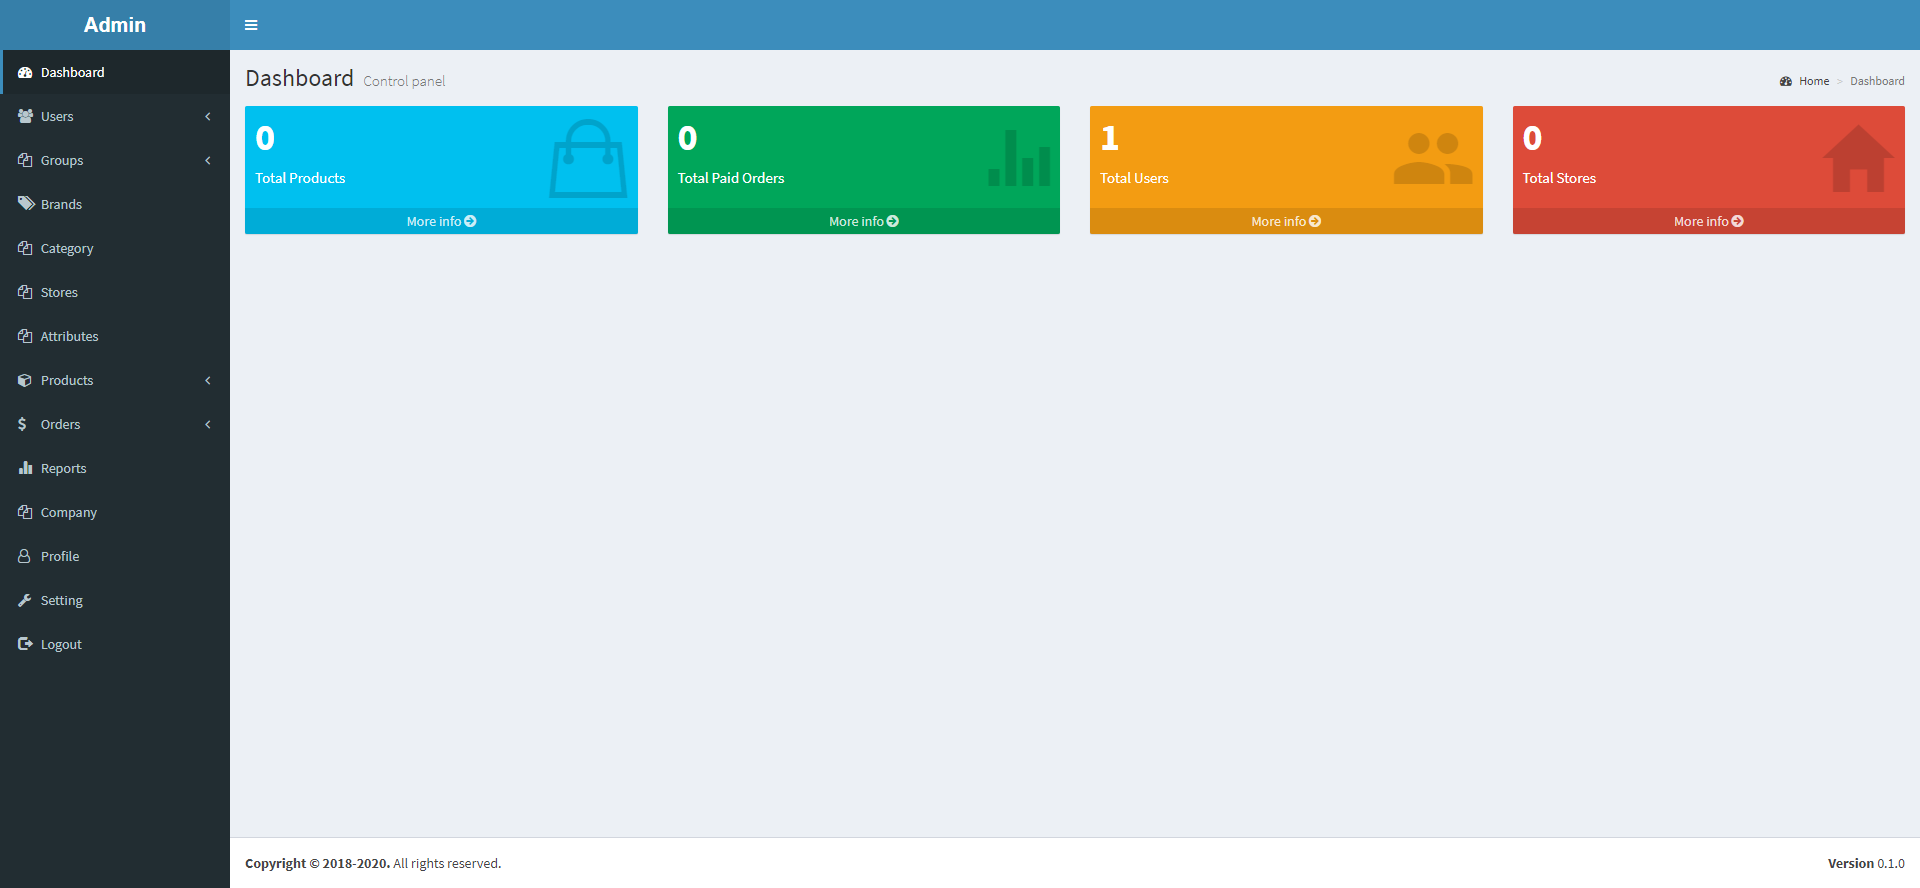 Admin
Dashboard
Users
Groups
Brands
Category
Stores
Attributes
Products
Orders
Reports
Company
Profile
Setting
Logout
Dashboard Control panel
Home > Dashboard
0
Total Products
More info
0
Total Paid Orders
More info
1
Total Users
More info
0
Total Stores
More info
Copyright © 2018-2020. All rights reserved.
Version 0.1.0